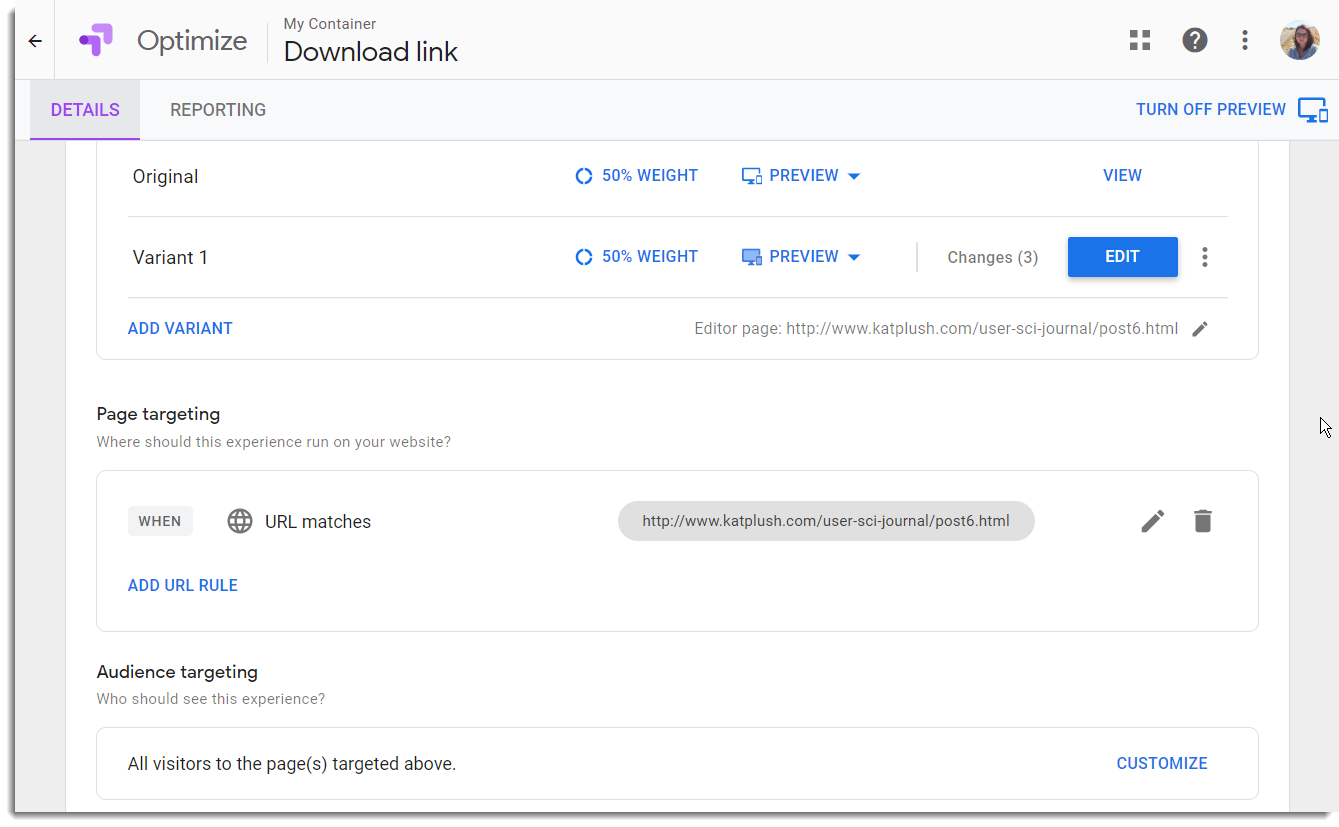 Optimize
My Container
Download link
DETAILS
REPORTING
TURN OFF PREVIEW
Original
50% WEIGHT
PREVIEW
VIEW
Variant 1
50% WEIGHT
PREVIEW
Changes (3)
EDIT
ADD VARIANT
Editor page: http://www.katplush.com/user-sci-journal/post6.html
Page targeting
Where should this experience run on your website?
WHEN
URL matches
http://www.katplush.com/user-sci-journal/post6.html
ADD URL RULE
Audience targeting
Who should see this experience?
All visitors to the page(s) targeted above.
CUSTOMIZE